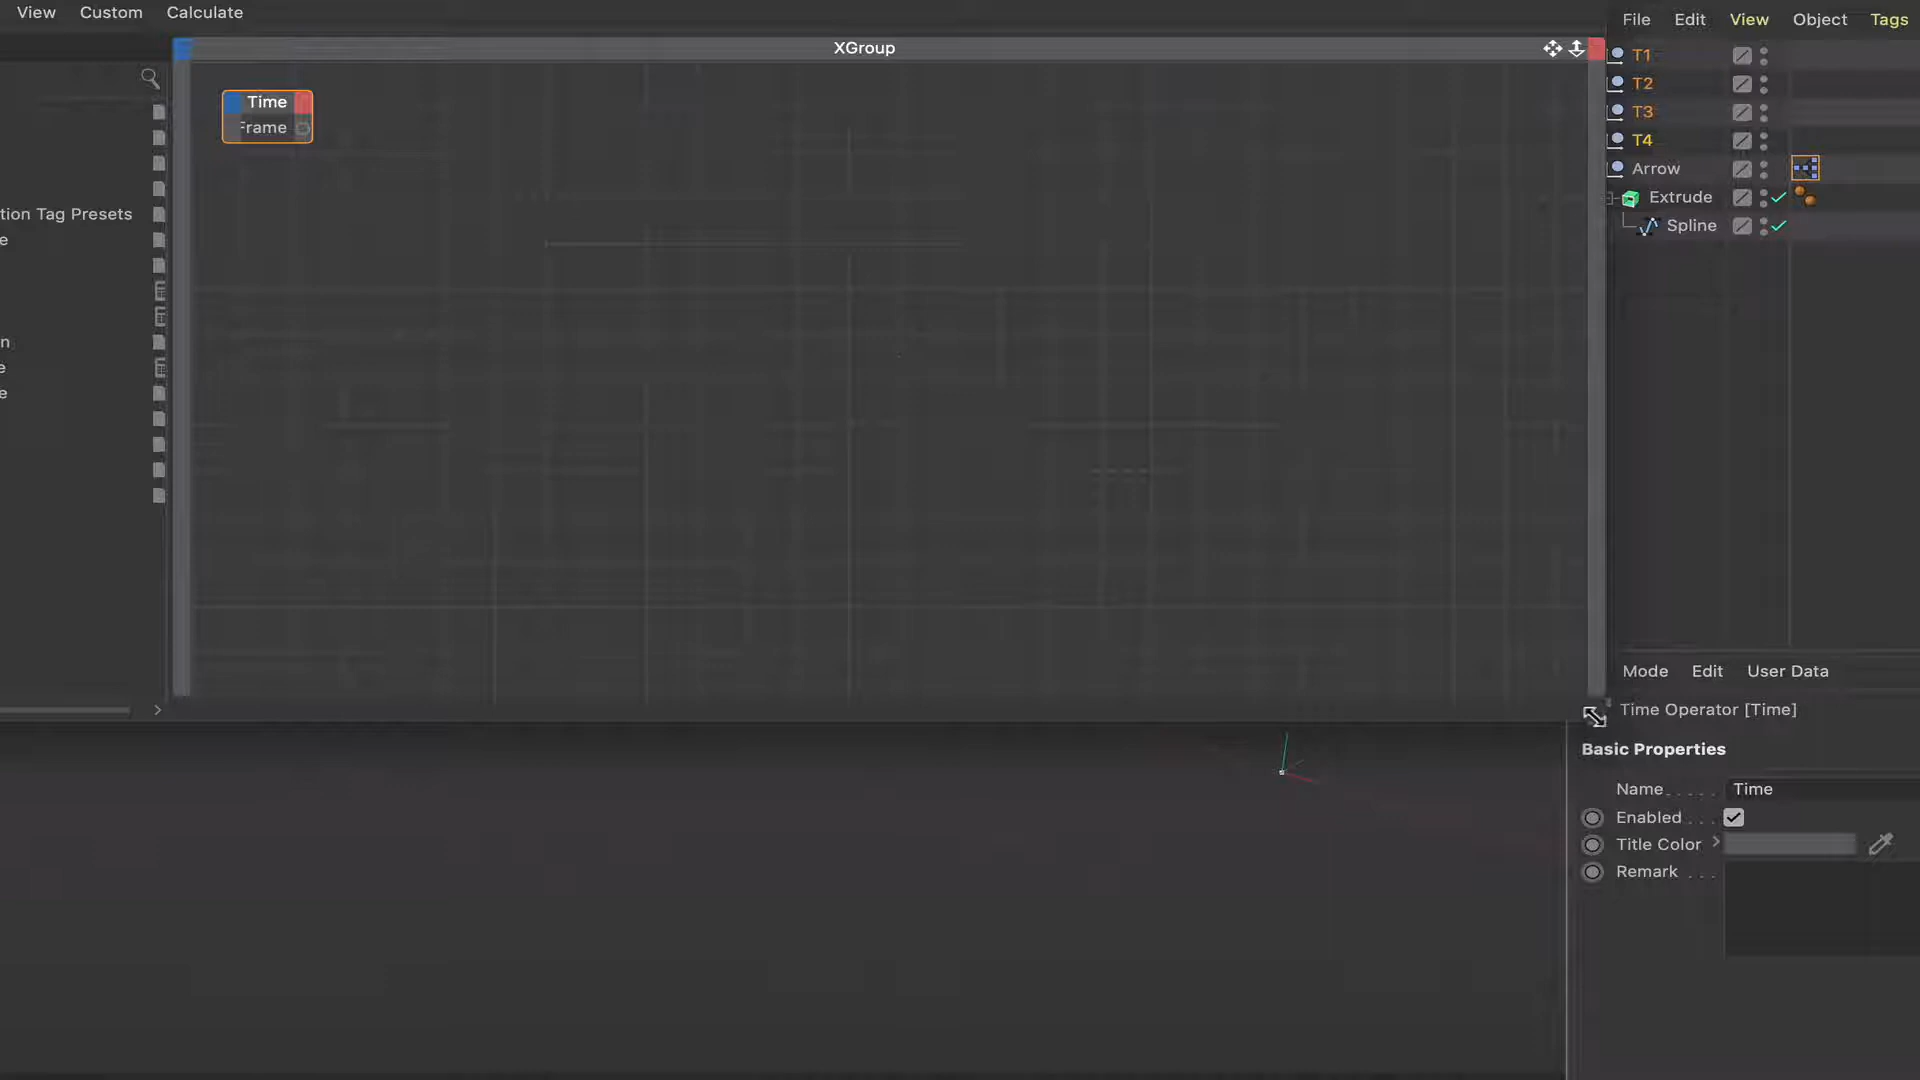 View Custom Calculate
XGroup
Time
Frame
tion Tag Presets
e
n
e
e
File Edit View Object Tags
T1
T2
T3
T4
Arrow
Extrude
Spline
Mode Edit User Data
Time Operator [Time]
Basic Properties
Name Time
Enabled
Title Color
Remark